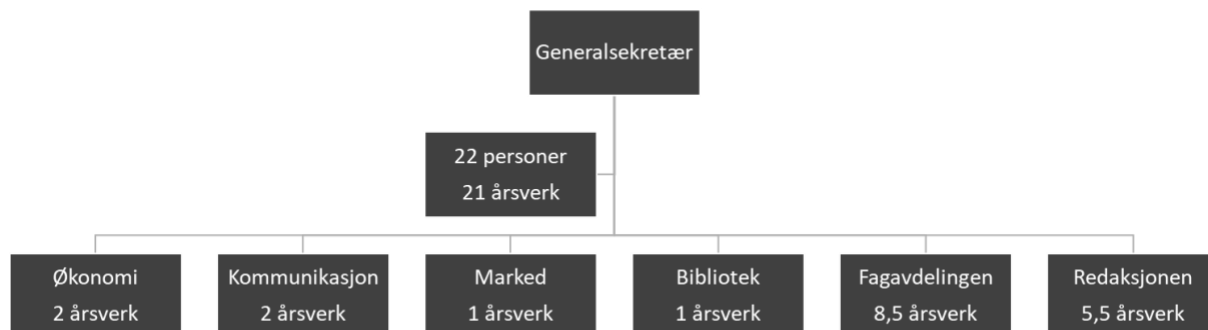 Generalsekretær
22 personer
21 årsverk
Økonomi
2 årsverk
Kommunikasjon
2 årsverk
Marked
1 årsverk
Bibliotek
1 årsverk
Fagavdelingen
8,5 årsverk
Redaksjonen
5,5 årsverk